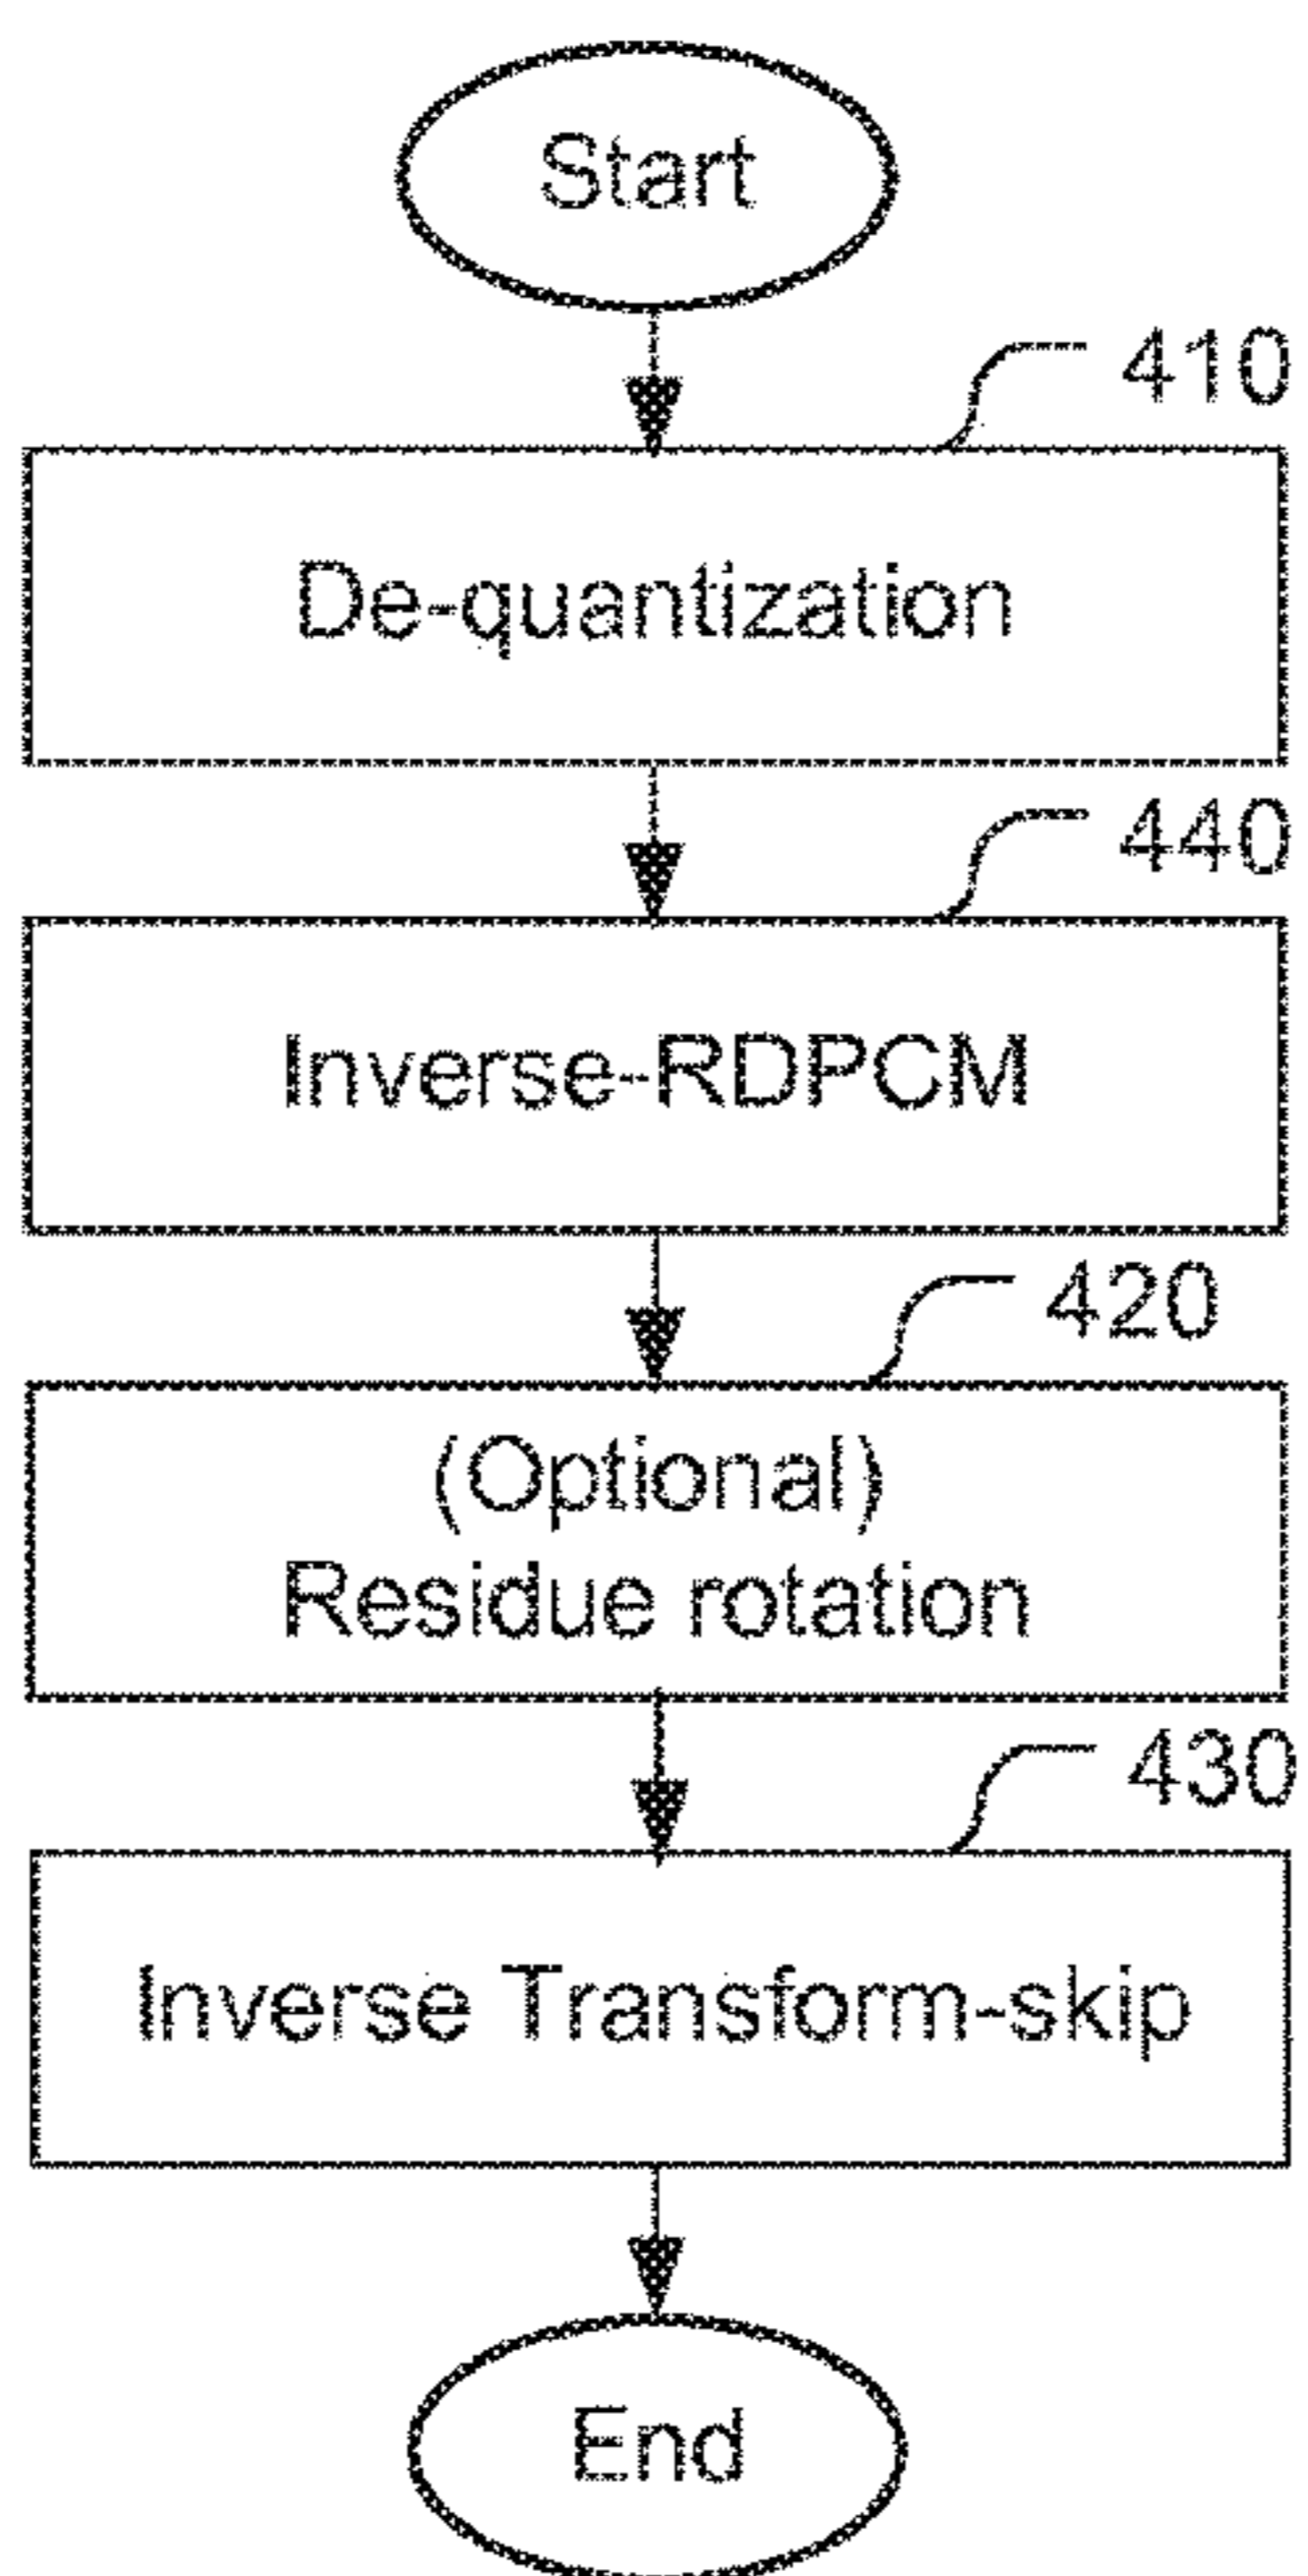 Start
410
De-quantization
440
Inverse-RDPCM
420
(Optional)
Residue rotation
430
Inverse Transform-skip
End